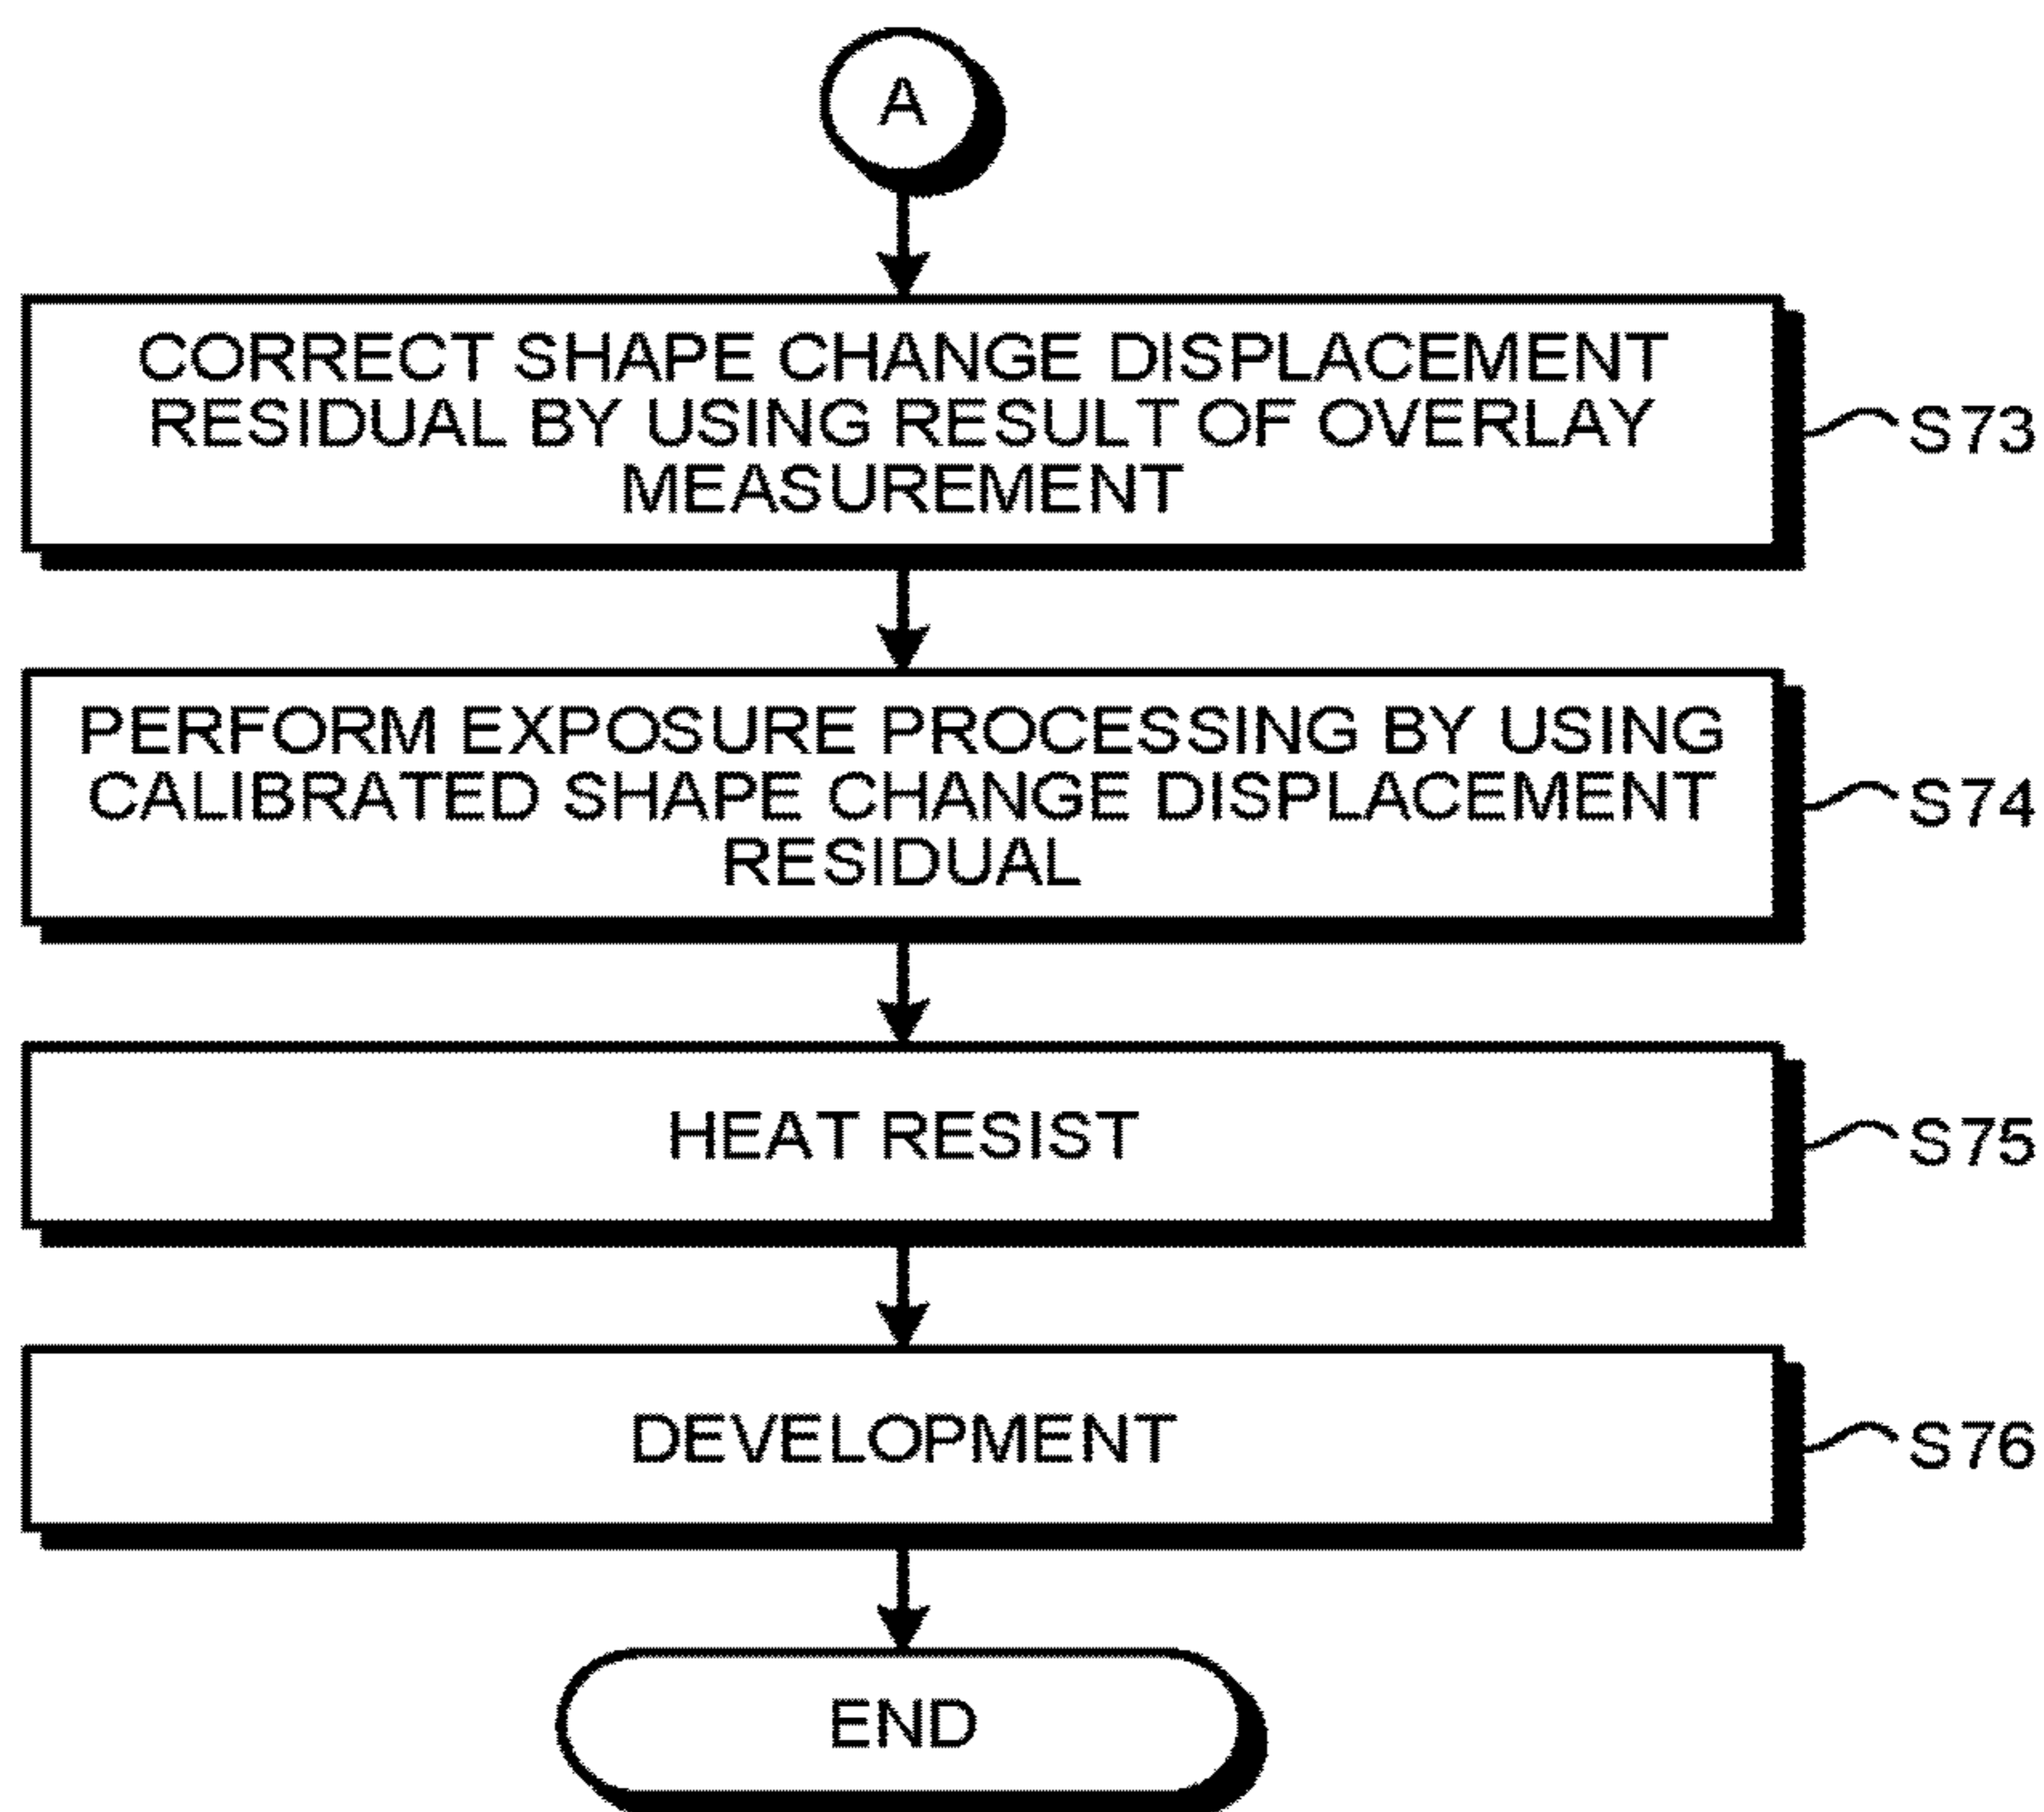 A
CORRECT SHAPE CHANGE DISPLACEMENT
RESIDUAL BY USING RESULT OF OVERLAY
MEASUREMENT
S73
PERFORM EXPOSURE PROCESSING BY USING
CALIBRATED SHAPE CHANGE DISPLACEMENT
RESIDUAL
S74
HEAT RESIST
S75
DEVELOPMENT
S76
END